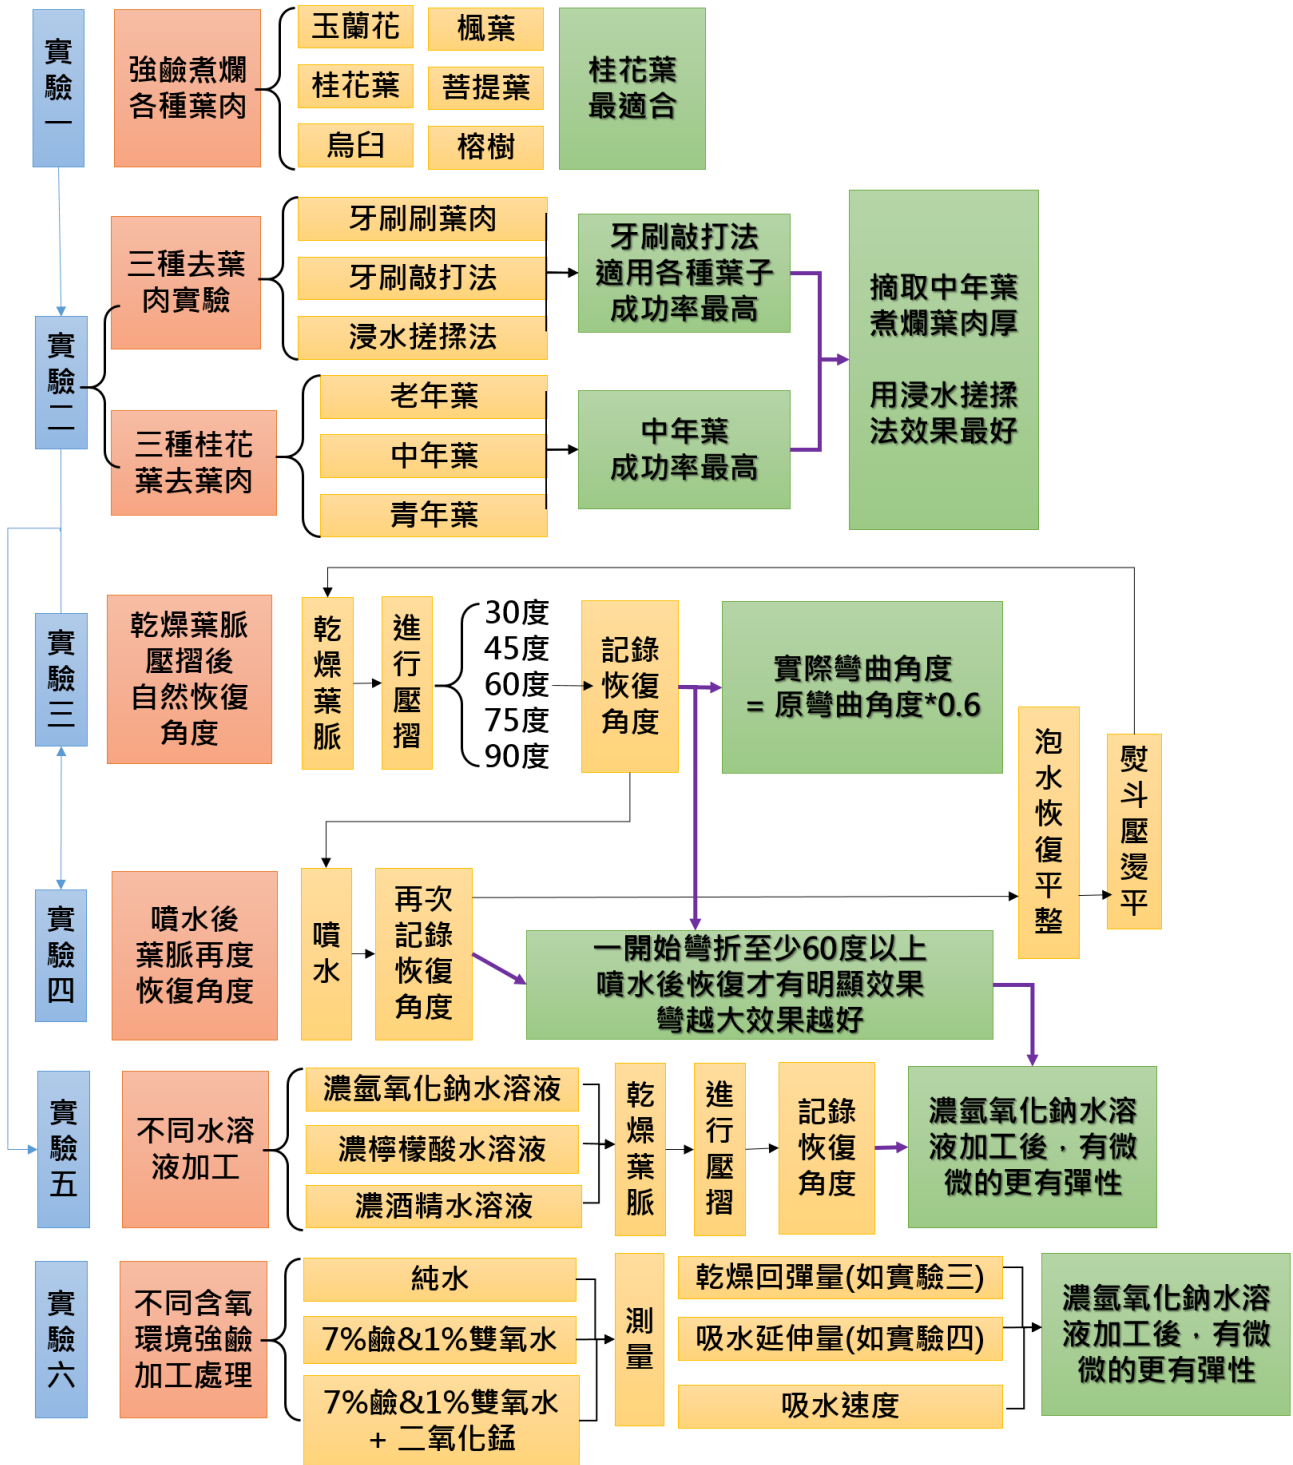 實
驗
一
強鹼煮爛
各種葉肉
玉蘭花
楓葉
桂花葉
菩提葉
烏臼
榕樹
桂花葉
最適合
實
驗
二
三種去葉
肉實驗
牙刷刷葉肉
牙刷敲打法
浸水搓揉法
牙刷敲打法
適用各種葉子
成功率最高
三種桂花
葉去葉肉
老年葉
中年葉
青年葉
中年葉
成功率最高
摘取中年葉
煮爛葉肉厚
用浸水搓揉
法效果最好
實
驗
三
乾燥葉脈
壓摺後
自然恢復
角度
乾
燥
葉
脈
進
行
壓
摺
30度
45度
60度
75度
90度
記錄
恢復
角度
實際彎曲角度
= 原彎曲角度*0.6
泡
水
恢
復
平
整
熨
斗
壓
燙
平
實
驗
四
噴水後
葉脈再度
恢復角度
噴
水
再次
記錄
恢復
角度
一開始彎折至少60度以上
噴水後恢復才有明顯效果
彎越大效果越好
實
驗
五
不同水溶
液加工
濃氫氧化鈉水溶液
濃檸檬酸水溶液
濃酒精水溶液
乾
燥
葉
脈
進
行
壓
摺
記錄
恢復
角度
濃氫氧化鈉水溶
液加工後，有微
微的更有彈性
實
驗
六
不同含氧
環境強鹼
加工處理
純水
7%鹼&1%雙氧水
7%鹼&1%雙氧水
+ 二氧化錳
測
量
乾燥回彈量(如實驗三)
吸水延伸量(如實驗四)
吸水速度
濃氫氧化鈉水溶
液加工後，有微
微的更有彈性